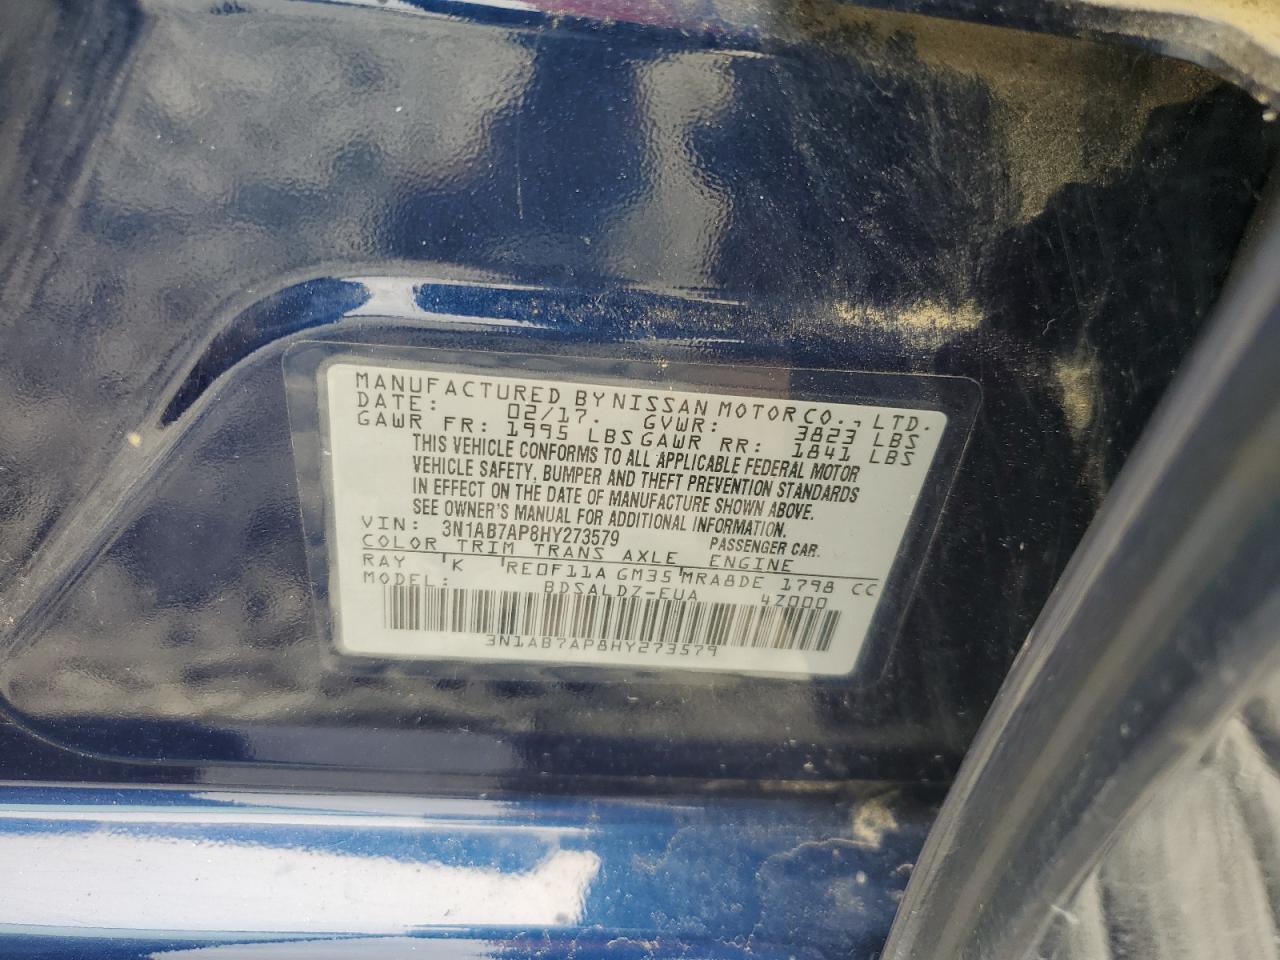 MANUFACTURED BY NISSAN MOTOR CO., LTD.
DATE: 02/17. GVWR: 3823 LBS
GAWR FR: 1995 LBS GAWR RR: 1841 LBS
THIS VEHICLE CONFORMS TO ALL APPLICABLE FEDERAL MOTOR
VEHICLE SAFETY, BUMPER AND THEFT PREVENTION STANDARDS
IN EFFECT ON THE DATE OF MANUFACTURE SHOWN ABOVE.
SEE OWNER'S MANUAL FOR ADDITIONAL INFORMATION.
VIN: 3N1AB7AP8HY273579 PASSENGER CAR.
COLOR TRIM TRANS AXLE ENGINE
RAY K RE0F11A GM35 MRA8DE 1798 CC
MODEL: BDSALDZ-EUA 4Z000
3N1AB7AP8HY273579